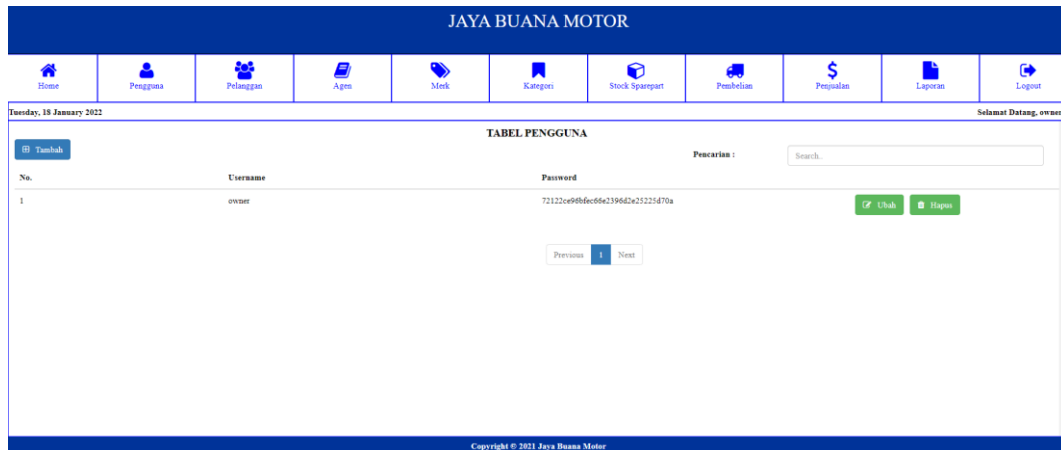 JAYA BUANA MOTOR
Home Pengguna Pelanggan Agen Merk Kategori Stock Sparepart Pembelian Penjualan Laporan Logout
Tuesday, 18 January 2022 Selamat Datang, owner
TABEL PENGGUNA
Tambah Pencarian : Search..
No. Username Password
1 owner 72122ce96bfec66e2396d2e25225d70a Ubah Hapus
Previous 1 Next
Copyright © 2021 Jaya Buana Motor